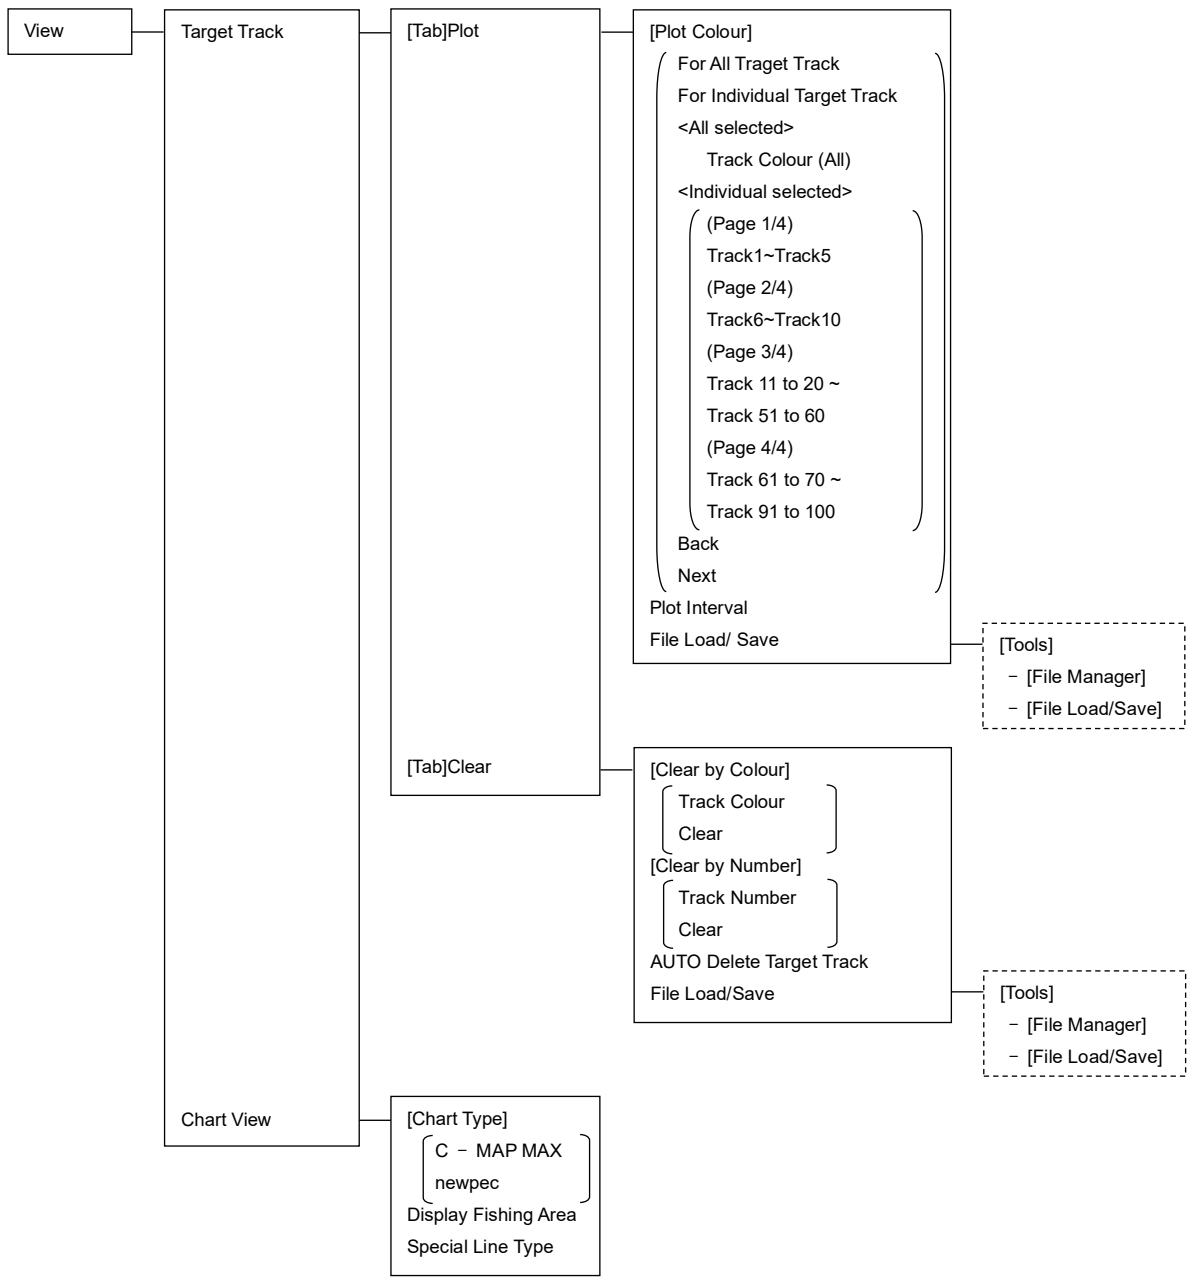 View
Target Track
[Tab]Plot
[Plot Colour]
For All Traget Track
For Individual Target Track
<All selected>
Track Colour (All)
<Individual selected>
(Page 1/4)
Track1~Track5
(Page 2/4)
Track6~Track10
(Page 3/4)
Track 11 to 20 ~
Track 51 to 60
(Page 4/4)
Track 61 to 70 ~
Track 91 to 100
Back
Next
Plot Interval
File Load/ Save
[Tools]
− [File Manager]
− [File Load/Save]
[Tab]Clear
[Clear by Colour]
Track Colour
Clear
[Clear by Number]
Track Number
Clear
AUTO Delete Target Track
File Load/Save
[Tools]
− [File Manager]
− [File Load/Save]
Chart View
[Chart Type]
C − MAP MAX
newpec
Display Fishing Area
Special Line Type